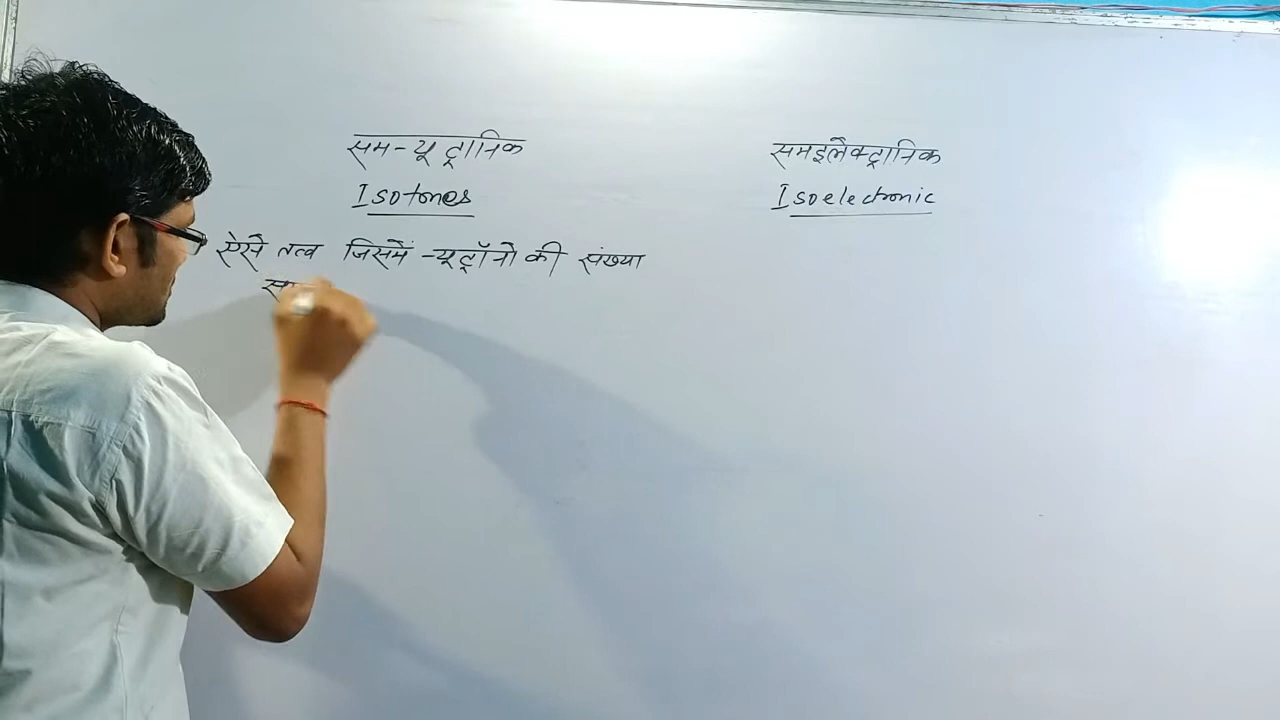 सम-यूट्रानिक
Isotones
ऐसे तत्व जिसमें -यूट्रॉनो की संख्या
समइलैक्ट्रानिक
Isoelectronic